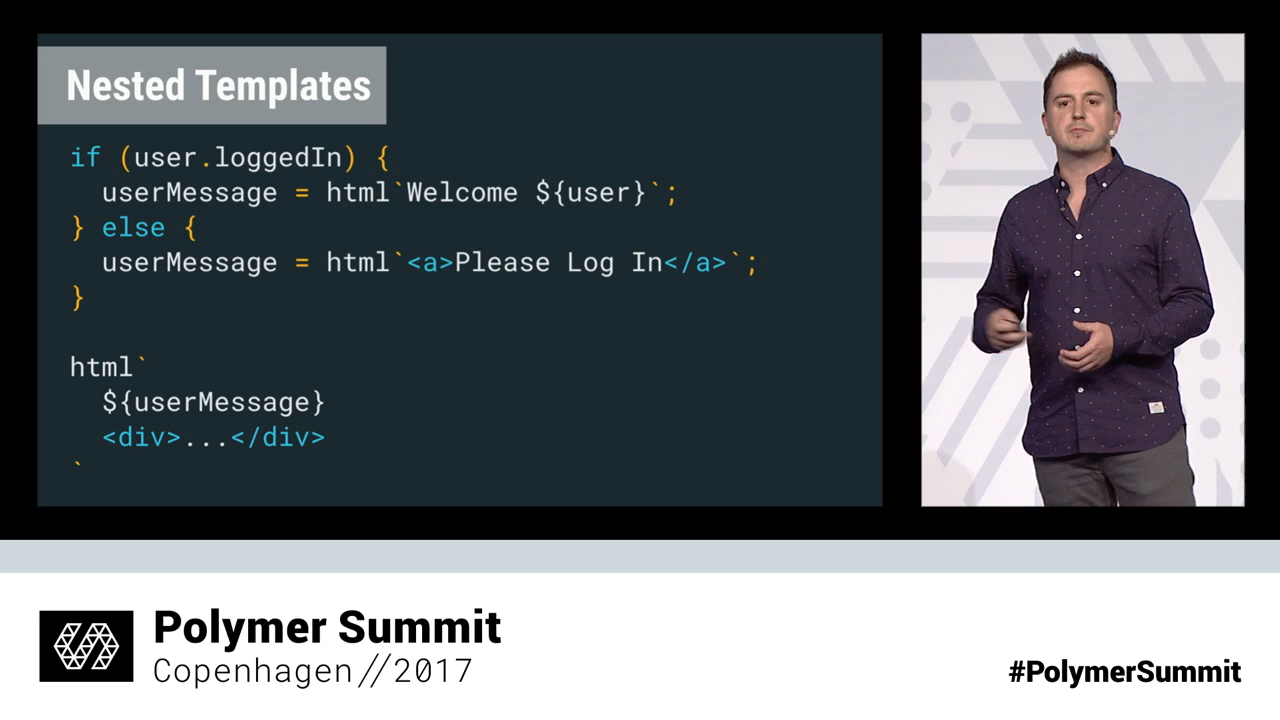 Nested Templates
if (user.loggedIn) {
  userMessage = html`Welcome ${user}`;
} else {
  userMessage = html`<a>Please Log In</a>`;
}
html`
  ${userMessage}
  <div>...</div>
`
Polymer Summit
Copenhagen//2017
#PolymerSummit